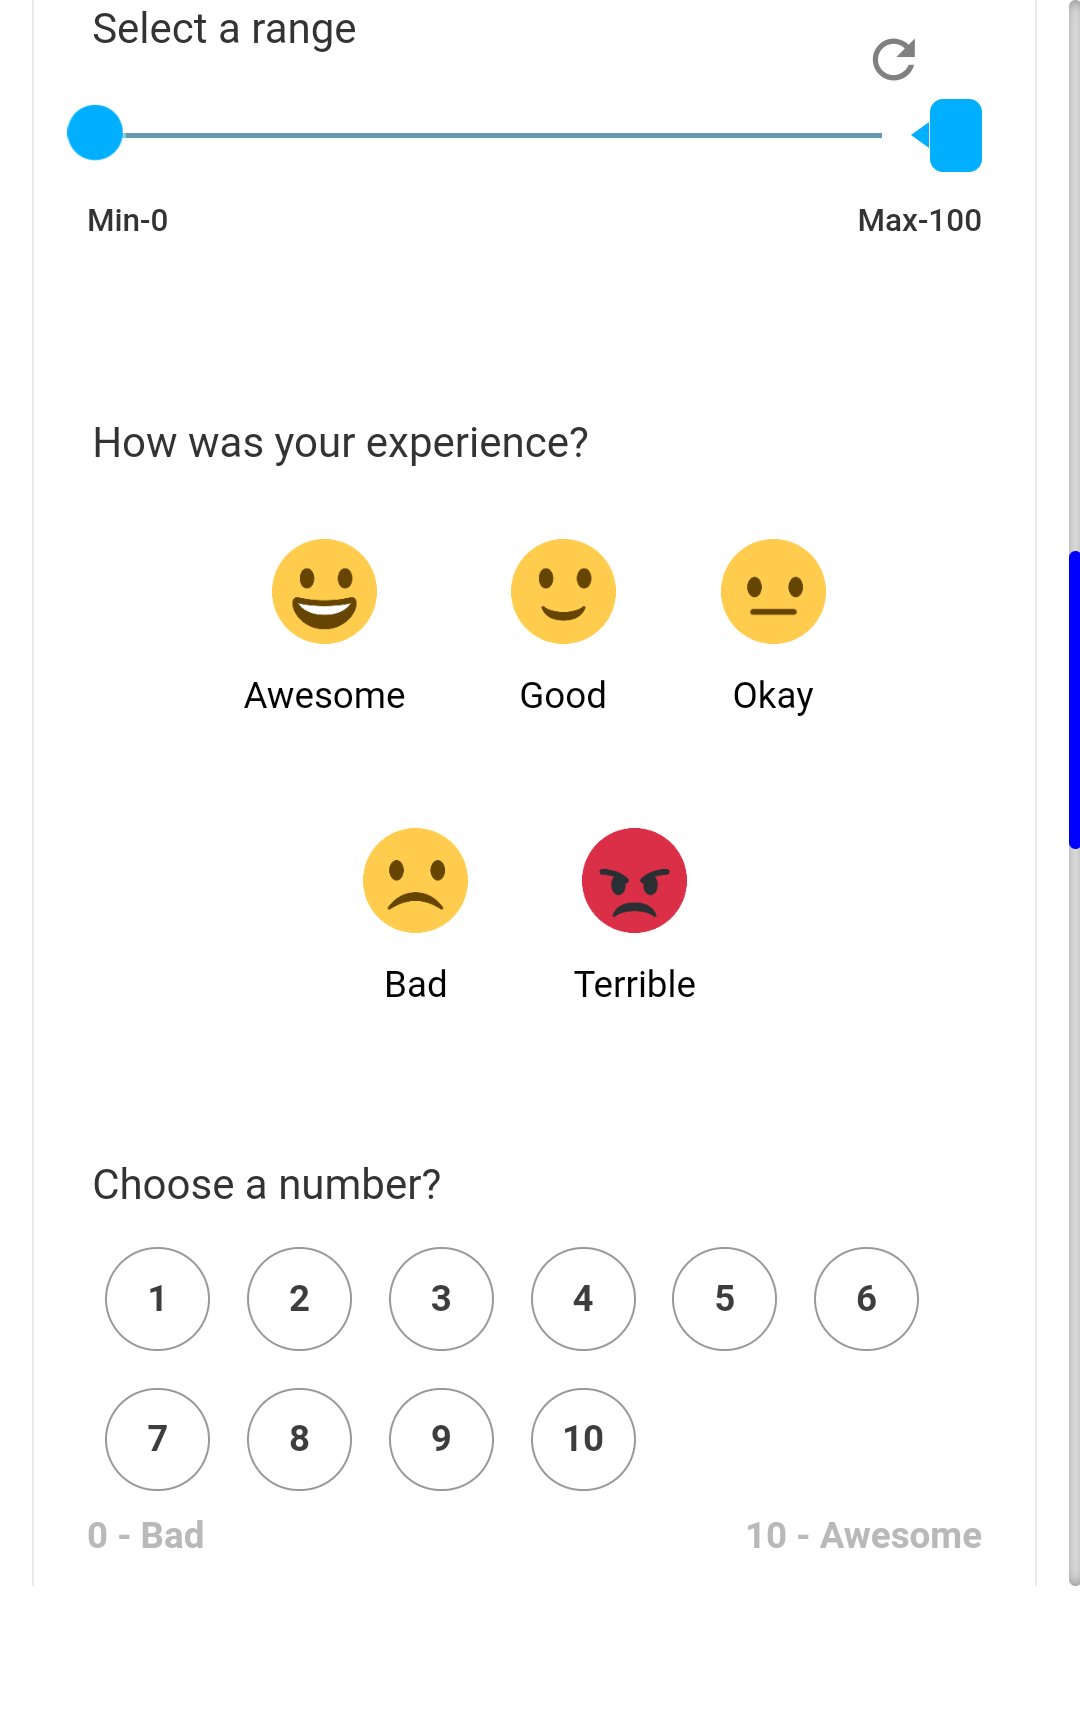 Select a range
Min-0 Max-100
How was your experience?
Awesome Good Okay
Bad Terrible
Choose a number?
1 2 3 4 5 6
7 8 9 10
0 - Bad 10 - Awesome